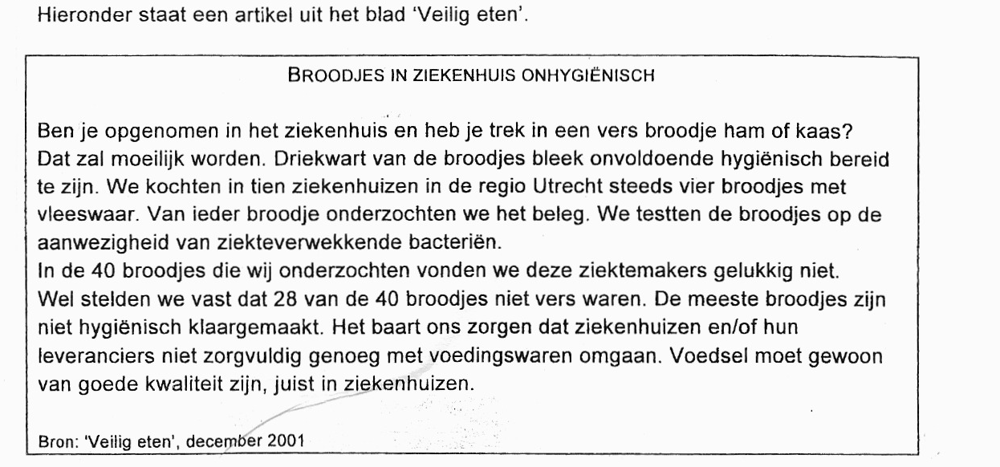 Hieronder staat een artikel uit het blad ‘Veilig eten’.
BROODJES IN ZIEKENHUIS ONHYGIËNISCH
Ben je opgenomen in het ziekenhuis en heb je trek in een vers broodje ham of kaas?
Dat zal moeilijk worden. Driekwart van de broodjes bleek onvoldoende hygiënisch bereid
te zijn. We kochten in tien ziekenhuizen in de regio Utrecht steeds vier broodjes met
vleeswaar. Van ieder broodje onderzochten we het beleg. We testten de broodjes op de
aanwezigheid van ziekteverwekkende bacteriën.
In de 40 broodjes die wij onderzochten vonden we deze ziektemakers gelukkig niet.
Wel stelden we vast dat 28 van de 40 broodjes niet vers waren. De meeste broodjes zijn
niet hygiënisch klaargemaakt. Het baart ons zorgen dat ziekenhuizen en/of hun
leveranciers niet zorgvuldig genoeg met voedingswaren omgaan. Voedsel moet gewoon
van goede kwaliteit zijn, juist in ziekenhuizen.
Bron: 'Veilig eten', december 2001